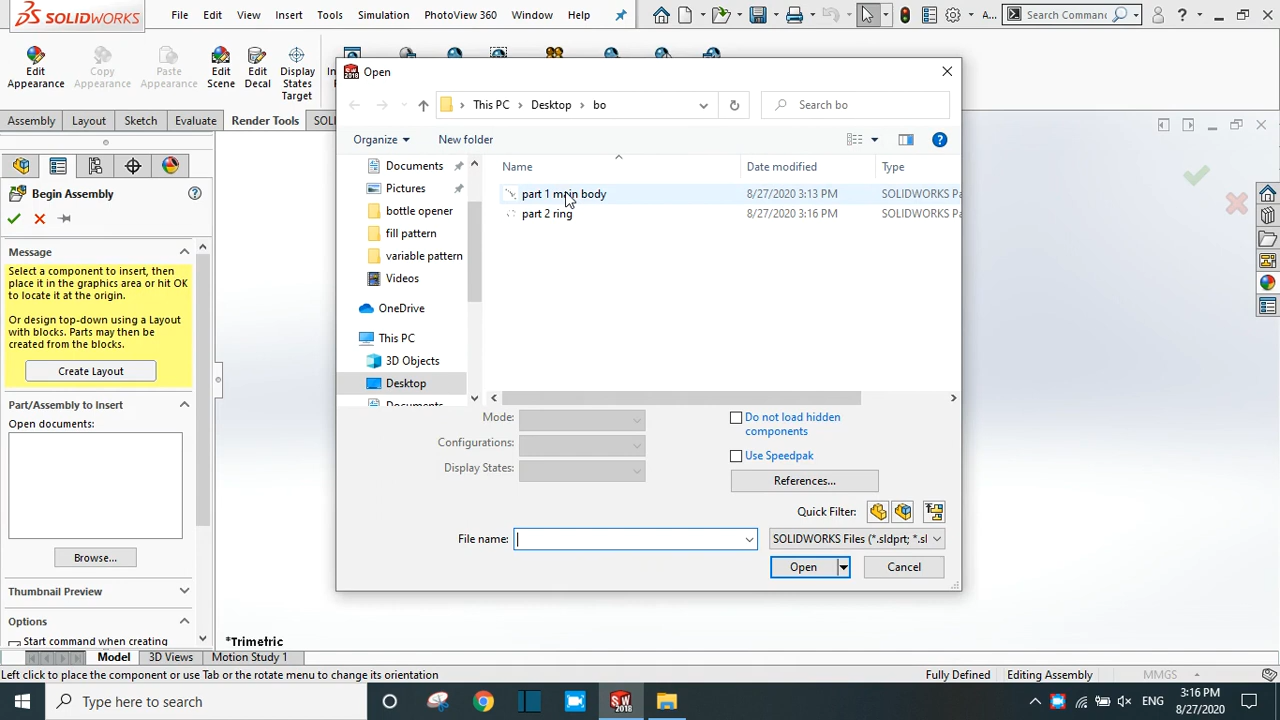 SOLIDWORKS File Edit View Insert Tools Simulation PhotoView 360 Window Help A... Search Comman
Edit Appearance
Copy Appearance
Paste Appearance
Edit Scene
Edit Decal
Display States Target
Assembly Layout Sketch Evaluate Render Tools
Begin Assembly
Message
Select a component to insert, then
place it in the graphics area or hit OK
to locate it at the origin.
Or design top-down using a Layout
with blocks. Parts may then be
created from the blocks.
Create Layout
Part/Assembly to Insert
Open documents:
Browse...
Thumbnail Preview
Options
Start command when creating
Open
This PC > Desktop > bo
Search bo
Organize New folder
Documents
Pictures
bottle opener
fill pattern
variable pattern
Videos
OneDrive
This PC
3D Objects
Desktop
Documents
Name Date modified Type
part 1 main body 8/27/2020 3:13 PM SOLIDWORKS Pa
part 2 ring 8/27/2020 3:16 PM SOLIDWORKS Pa
Mode:
Configurations:
Display States:
Do not load hidden
components
Use Speedpak
References...
Quick Filter:
File name: SOLIDWORKS Files (*.sldprt; *.sl
Open Cancel
*Trimetric
Model 3D Views Motion Study 1
Left click to place the component or use Tab or the rotate menu to change its orientation Fully Defined Editing Assembly MMGS
Type here to search
ENG
3:16 PM
8/27/2020